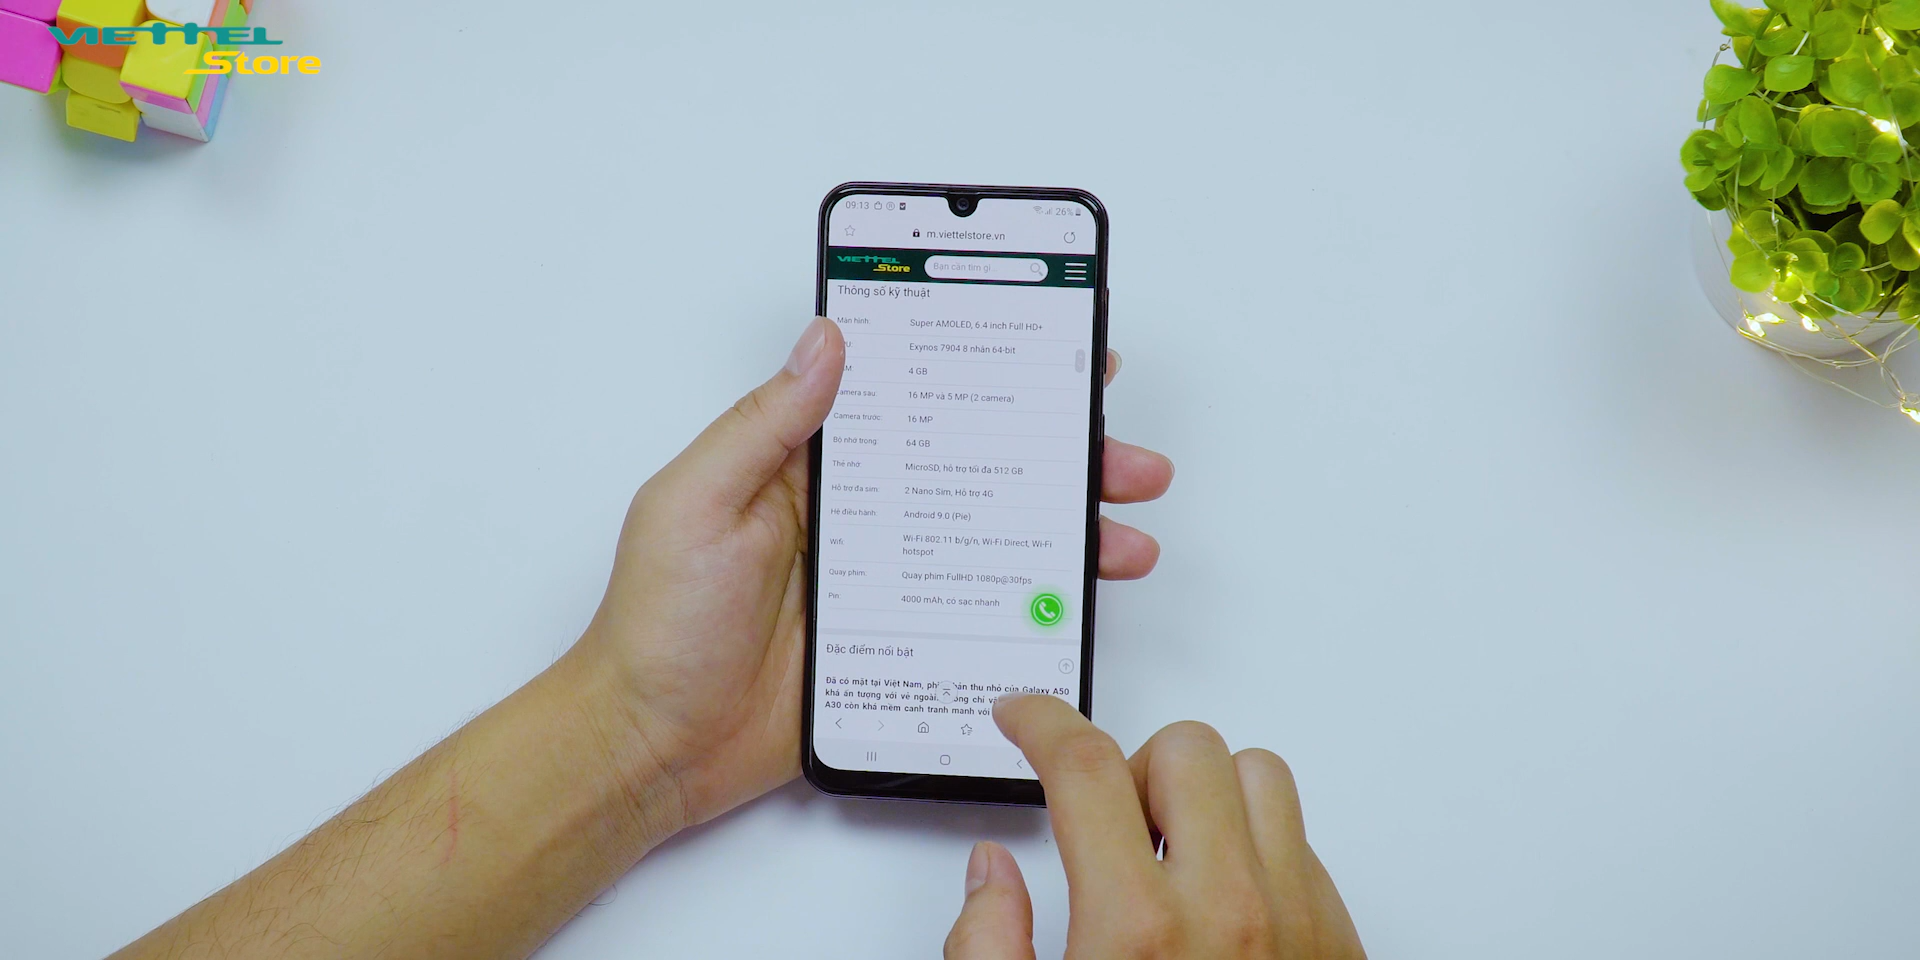 VIETTEL
Store
09:13
26%
m.viettelstore.vn
VIETTEL
Store
Bạn cần tìm gì...
Thông số kỹ thuật
Màn hình:
Super AMOLED, 6.4 inch Full HD+
Exynos 7904 8 nhân 64-bit
4 GB
amera sau:
16 MP và 5 MP (2 camera)
Camera trước:
16 MP
Bộ nhớ trong:
64 GB
Thẻ nhớ:
MicroSD, hỗ trợ tối đa 512 GB
Hỗ trợ đa sim:
2 Nano Sim, Hỗ trợ 4G
Hệ điều hành:
Android 9.0 (Pie)
Wifi:
Wi-Fi 802.11 b/g/n, Wi-Fi Direct, Wi-Fi
hotspot
Quay phim:
Quay phim FullHD 1080p@30fps
Pin:
4000 mAh, có sạc nhanh
Đặc điểm nổi bật
Đã có mặt tại Việt Nam, bản thu nhỏ của Galaxy A50
khá ấn tượng với vẻ ngoài. chỉ
A30 còn khá mềm cạnh tranh mạnh với